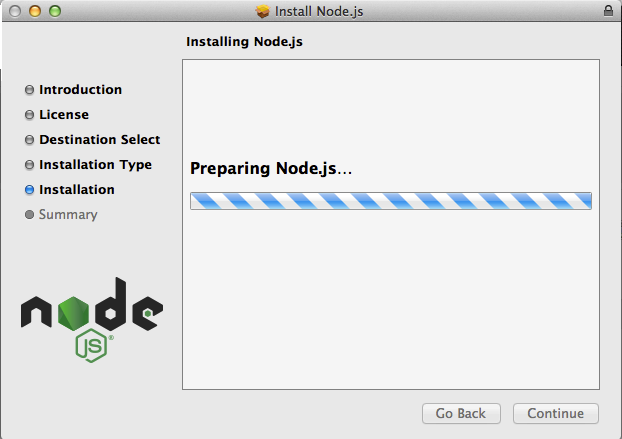 Install Node.js
Installing Node.js
Introduction
License
Destination Select
Installation Type
Installation
Summary
Preparing Node.js...
node
JS®
Go Back
Continue